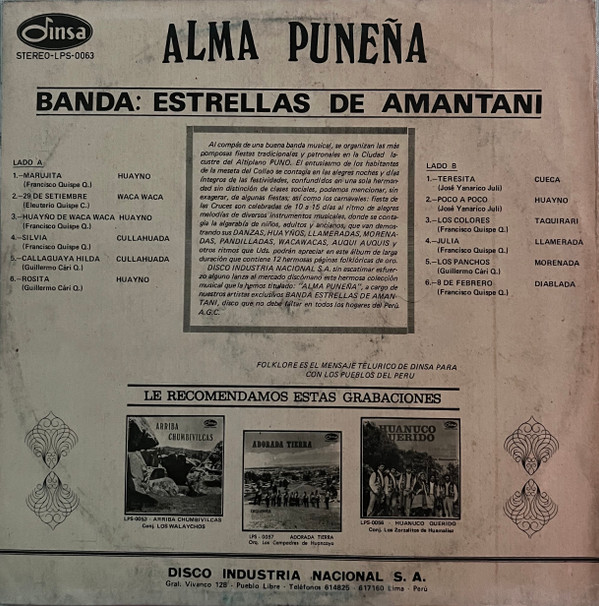 Dinsa
STEREO-LPS-0063
ALMA PUNEÑA
BANDA: ESTRELLAS DE AMANTANI
LADO A
1.-MARUJITA HUAYNO
(Francisco Quispe Q.)
2.-29 DE SETIEMBRE WACA WACA
(Eleuterio Quispe C.)
3.-HUAYÑO DE WACA WACA HUAYNO
(Francisco Quispe Q.)
4.-SILVIA CULLAHUADA
(Francisco Quispe Q.)
5.-CALLAGUAYA HILDA CULLAHUADA
(Guillermo Cári Q.)
6.-ROSITA HUAYNO
(Guillermo Cári Q.)
Al compás de una buena banda musical, se organizan las más
pomposas fiestas tradicionales y patronales en la Ciudad la-
custre del Altiplano PUNO. El entusiasmo de los habitantes
de la meseta del Collao se contagia en las alegres noches y días
íntegros de las festividades, confundidos en una sola herman-
dad sin distinción de clases sociales, podemos mencionar, sin
exagerar, de algunas fiestas; así como los carnavales: fiesta de
las Cruces con celebradas de 10 a 15 días al ritmo de alegres
melodías de diversos instrumentos musicales, donde se conta-
gia la algarabía de niños, adultos y ancianos, que van demos-
trando sus DANZAS, HUAYÑOS, LLAMERADAS, MORENA-
DAS, PANDILLADAS, WACAWACAS, AUQUI AUQUIS y
otros ritmos que Uds. podrán apreciar en este álbum de larga
duración que contiene 12 hermosas páginas folklóricas de oro.
DISCO INDUSTRIA NACIONAL S.A. sin escatimar esfuer-
zo alguno lanza al mercado discómano este hermosa colección
musical que la hemos titulado: "ALMA PUNEÑA", a cargo de
nuestros artistas exclusivos BANDA ESTRELLAS DE AMAN-
TANI, disco que no debe faltar en todos los hogares del Perú.
A.G.C.
LADO B
1.-TERESITA CUECA
(José Yanarico Juli)
2.-POCO A POCO HUAYNO
(José Yanarico Juli)
3.-LOS COLORES TAQUIRARI
(Francisco Quispe Q.)
4.-JULIA LLAMERADA
(Francisco Quispe Q.)
5.-LOS PANCHOS MORENADA
(Guillermo Cári Q.)
6.-8 DE FEBRERO DIABLADA
(Francisco Quispe Q.)
FOLKLORE ES EL MENSAJE TÉLURICO DE DINSA PARA
CON LOS PUEBLOS DEL PERU
LE RECOMENDAMOS ESTAS GRABACIONES
ARRIBA
CHUMBIVILCAS
LPS-0052 - ARRIBA CHUMBIVILCAS
Conj. LOS WALAYCHOS
ADORADA TIERRA
LPS - 0057 ADORADA TIERRA
Orq. Los Campedres de Huancayo
HUANUCO
QUERIDO
LPS-0056 HUANUCO QUERIDO
Conj. Los Zorzalitos de Huamalíes
DISCO INDUSTRIA NACIONAL S. A.
Gral. Vivanco 128 - Pueblo Libre - Teléfonos 614825 - 617160 Lima - Perú